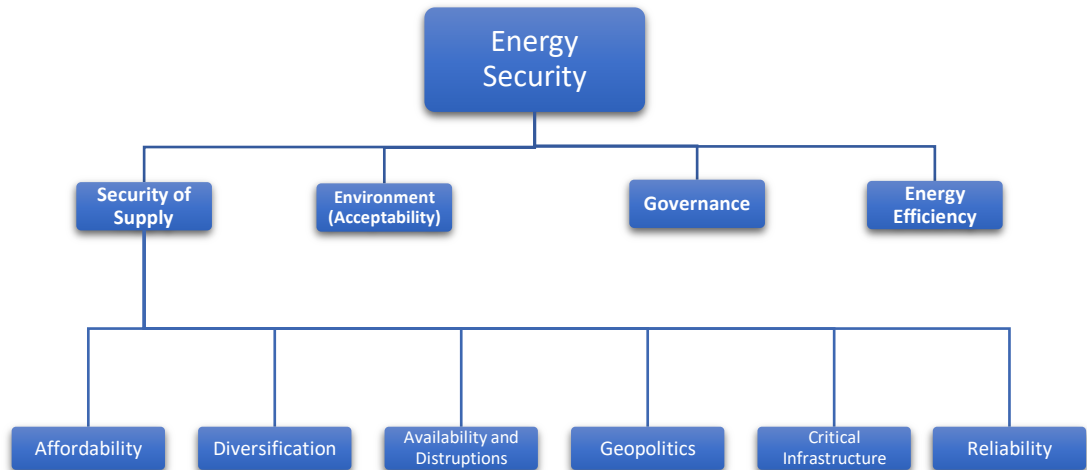 Energy
Security
Security of
Supply
Environment
(Acceptability)
Governance
Energy
Efficiency
Affordability
Diversification
Availability and
Distruptions
Geopolitics
Critical
Infrastructure
Reliability